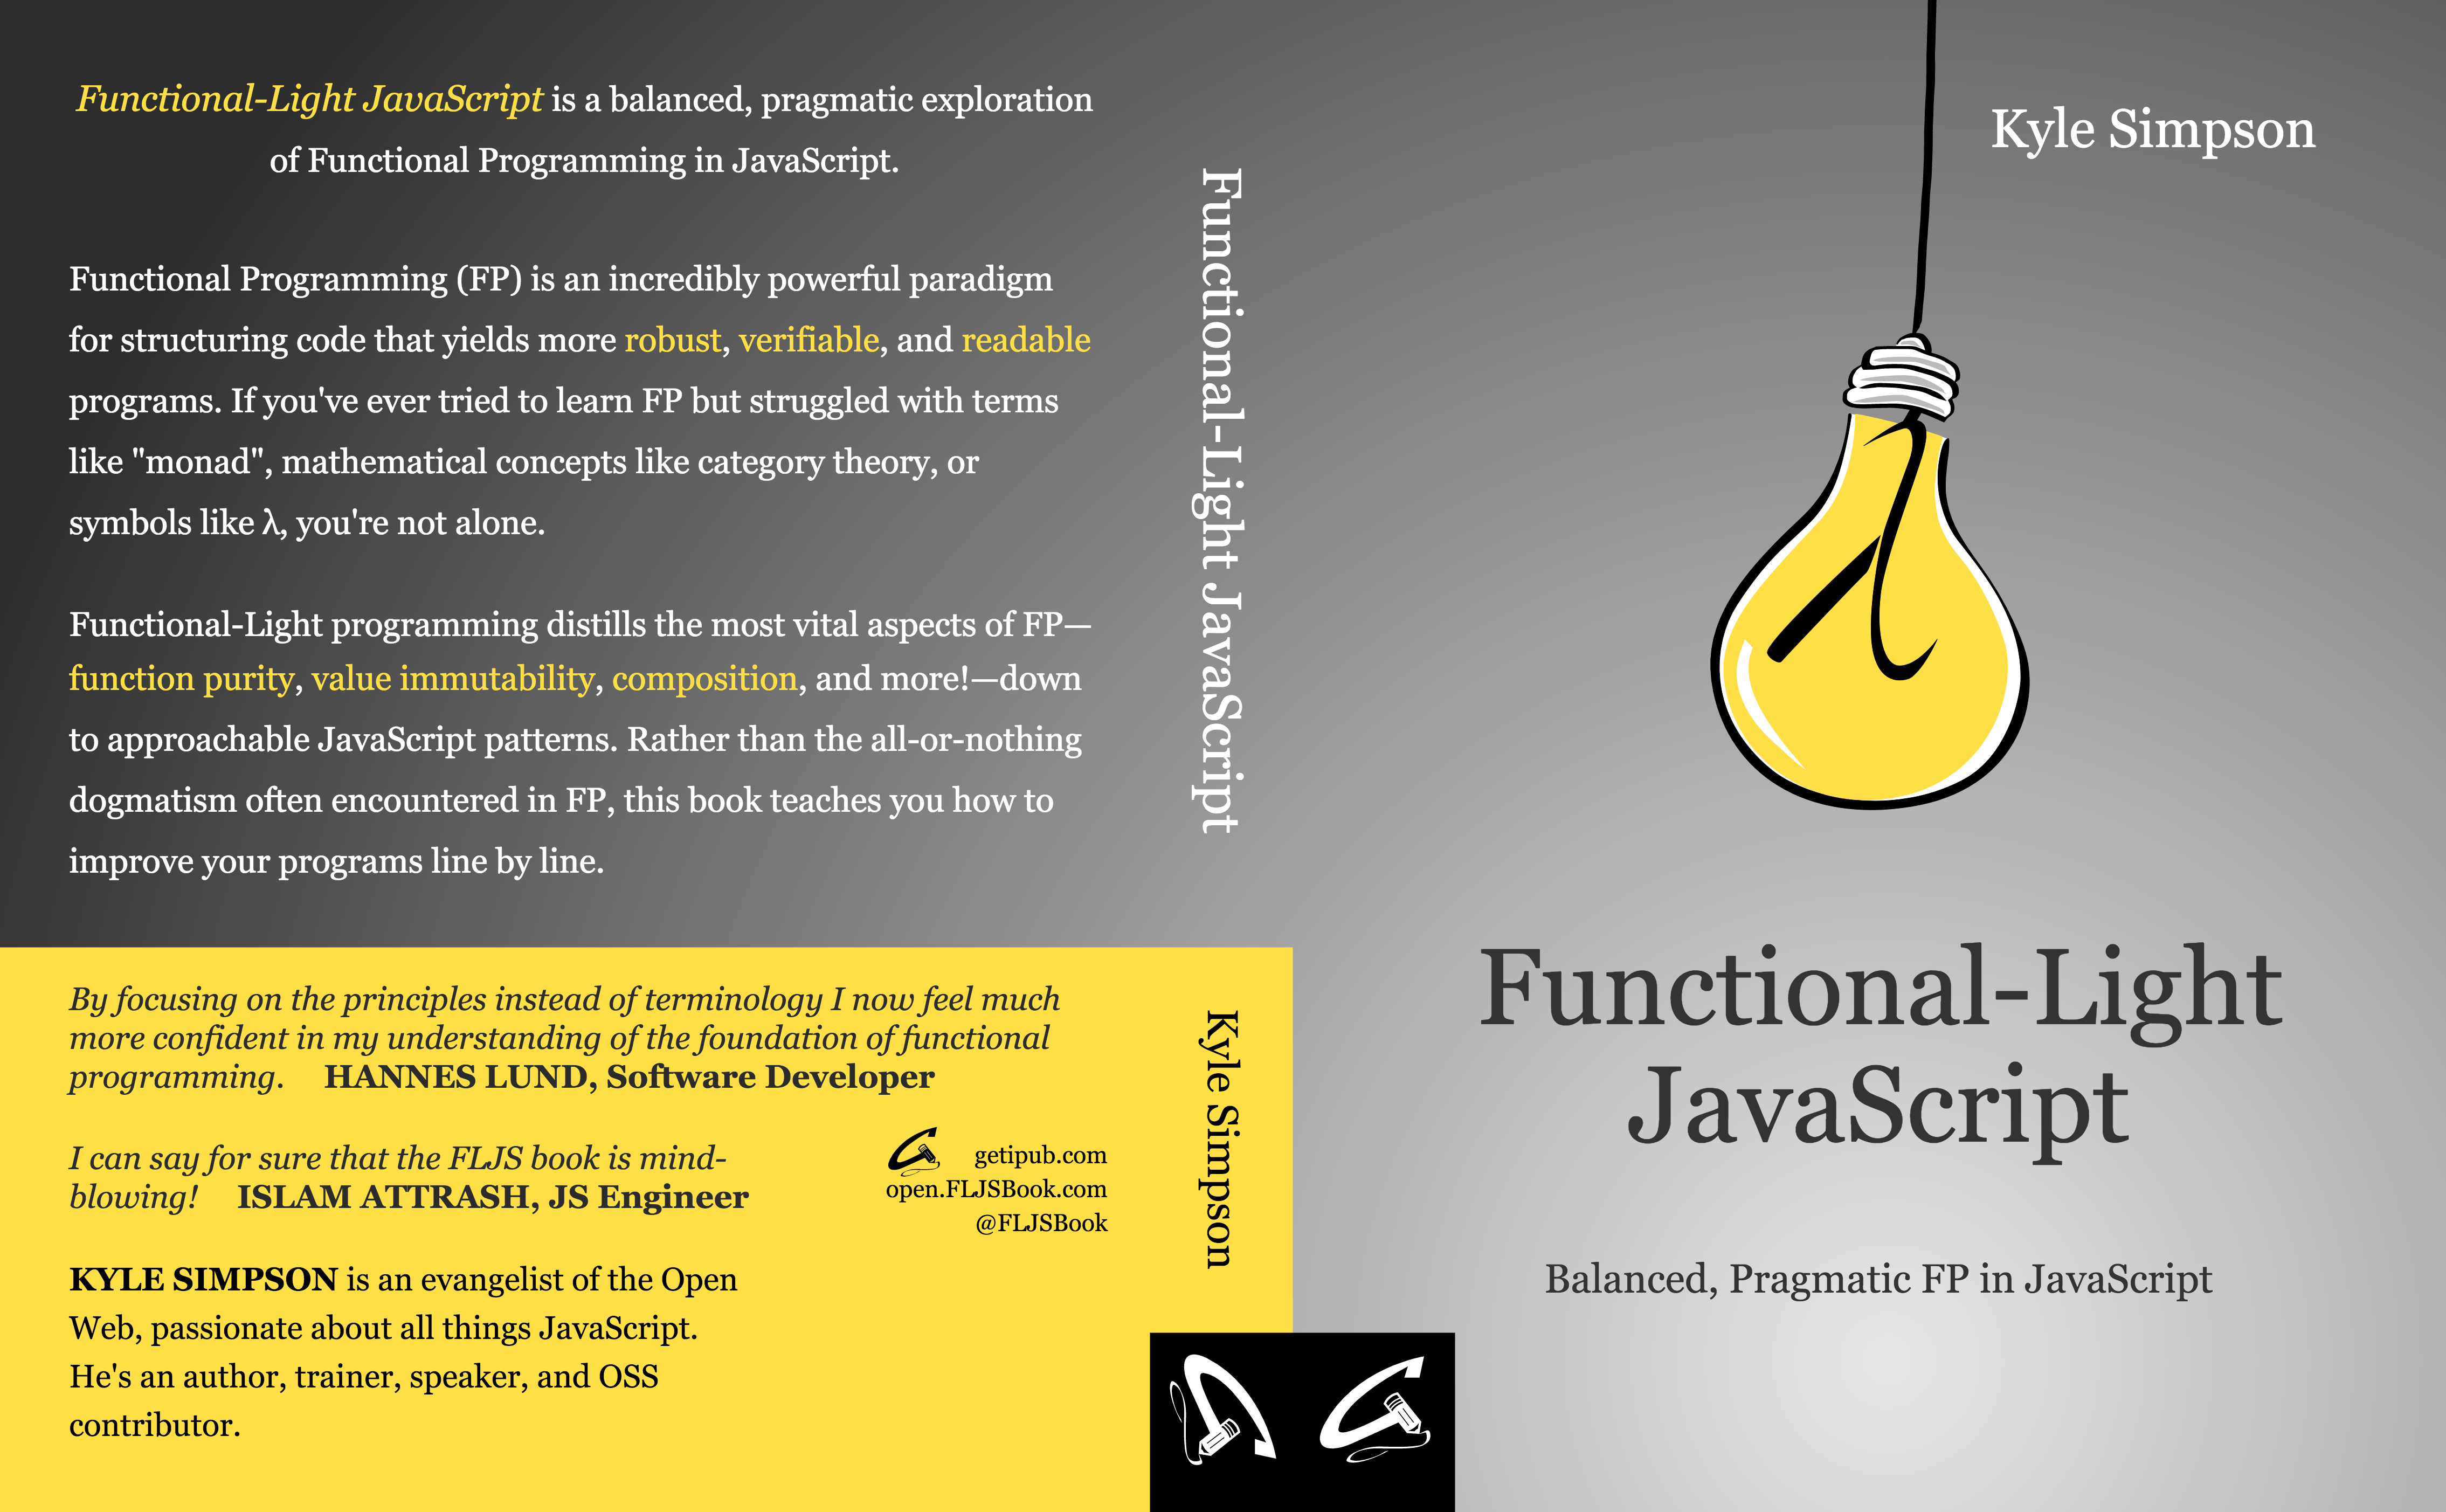 Functional-Light JavaScript is a balanced, pragmatic exploration
of Functional Programming in JavaScript.
Functional Programming (FP) is an incredibly powerful paradigm
for structuring code that yields more robust, verifiable, and readable
programs. If you've ever tried to learn FP but struggled with terms
like "monad", mathematical concepts like category theory, or
symbols like λ, you're not alone.
Functional-Light programming distills the most vital aspects of FP—
function purity, value immutability, composition, and more!—down
to approachable JavaScript patterns. Rather than the all-or-nothing
dogmatism often encountered in FP, this book teaches you how to
improve your programs line by line.
By focusing on the principles instead of terminology I now feel much
more confident in my understanding of the foundation of functional
programming. HANNES LUND, Software Developer
I can say for sure that the FLJS book is mind-
blowing! ISLAM ATTRASH, JS Engineer
getipub.com
open.FLJSBook.com
@FLJSBook
KYLE SIMPSON is an evangelist of the Open
Web, passionate about all things JavaScript.
He's an author, trainer, speaker, and OSS
contributor.
Functional-Light JavaScript
Kyle Simpson
Kyle Simpson
λ
Functional-Light
JavaScript
Balanced, Pragmatic FP in JavaScript